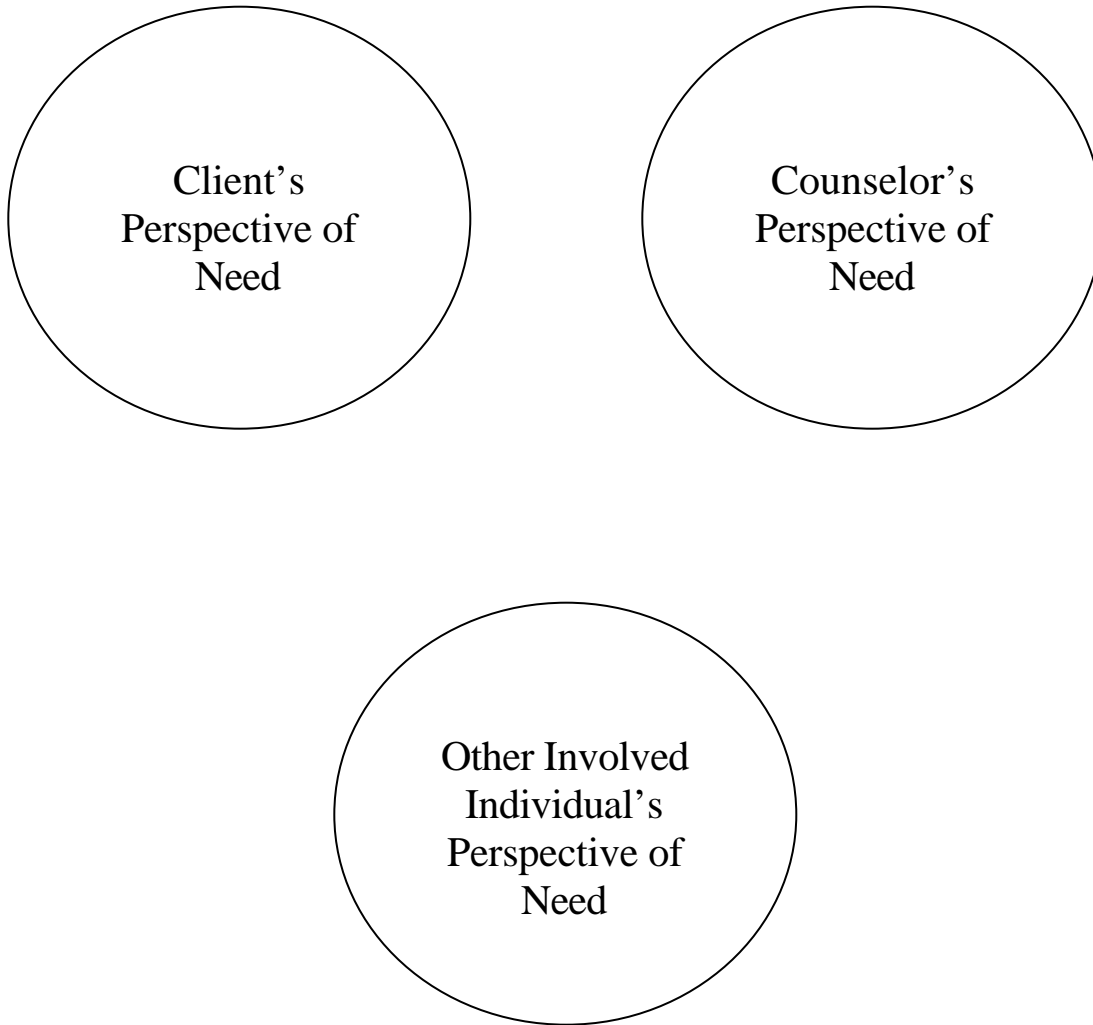 Client’s
Perspective of
Need
Counselor’s
Perspective of
Need
Other Involved
Individual’s
Perspective of
Need